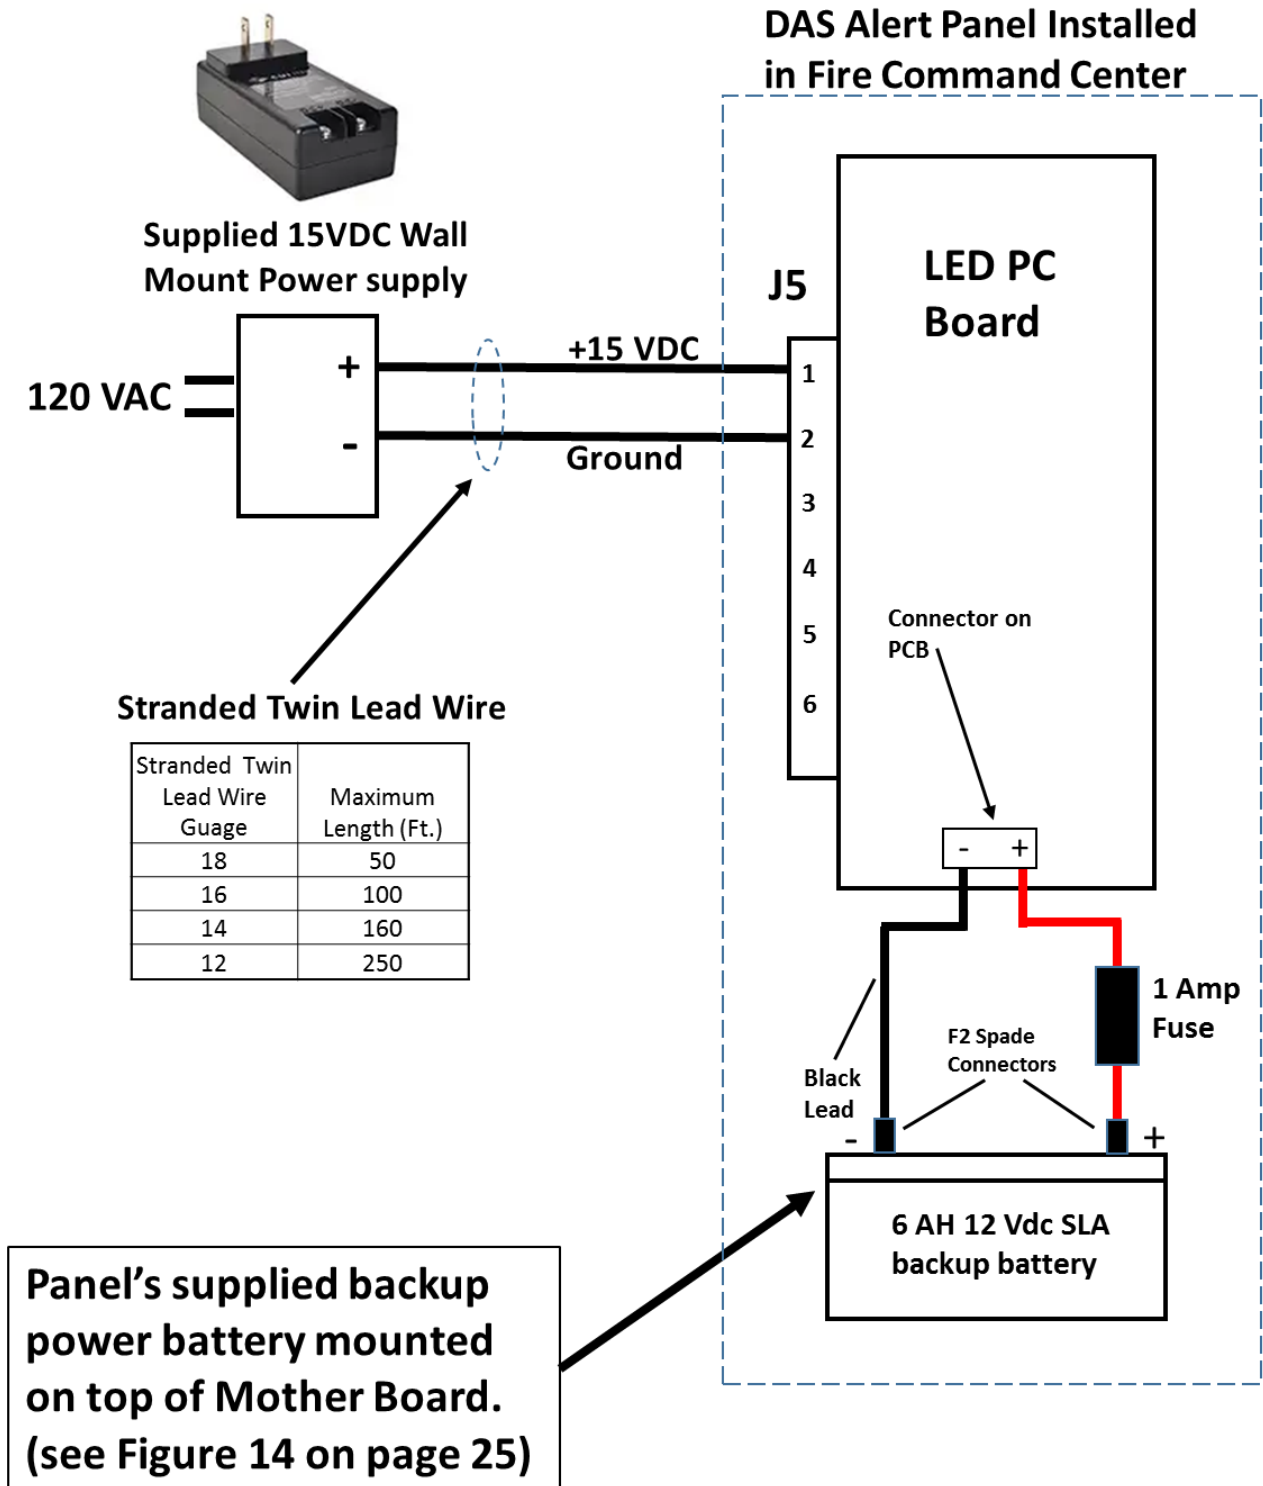 DAS Alert Panel Installed
in Fire Command Center
Supplied 15VDC Wall
Mount Power supply
120 VAC
+
-
+15 VDC
Ground
J5
1
2
3
4
5
6
LED PC
Board
Connector on
PCB
- +
Stranded Twin Lead Wire
Stranded Twin
Lead Wire
Guage
Maximum
Length (Ft.)
18 50
16 100
14 160
12 250
1 Amp
Fuse
F2 Spade
Connectors
Black
Lead
- +
6 AH 12 Vdc SLA
backup battery
Panel’s supplied backup
power battery mounted
on top of Mother Board.
(see Figure 14 on page 25)